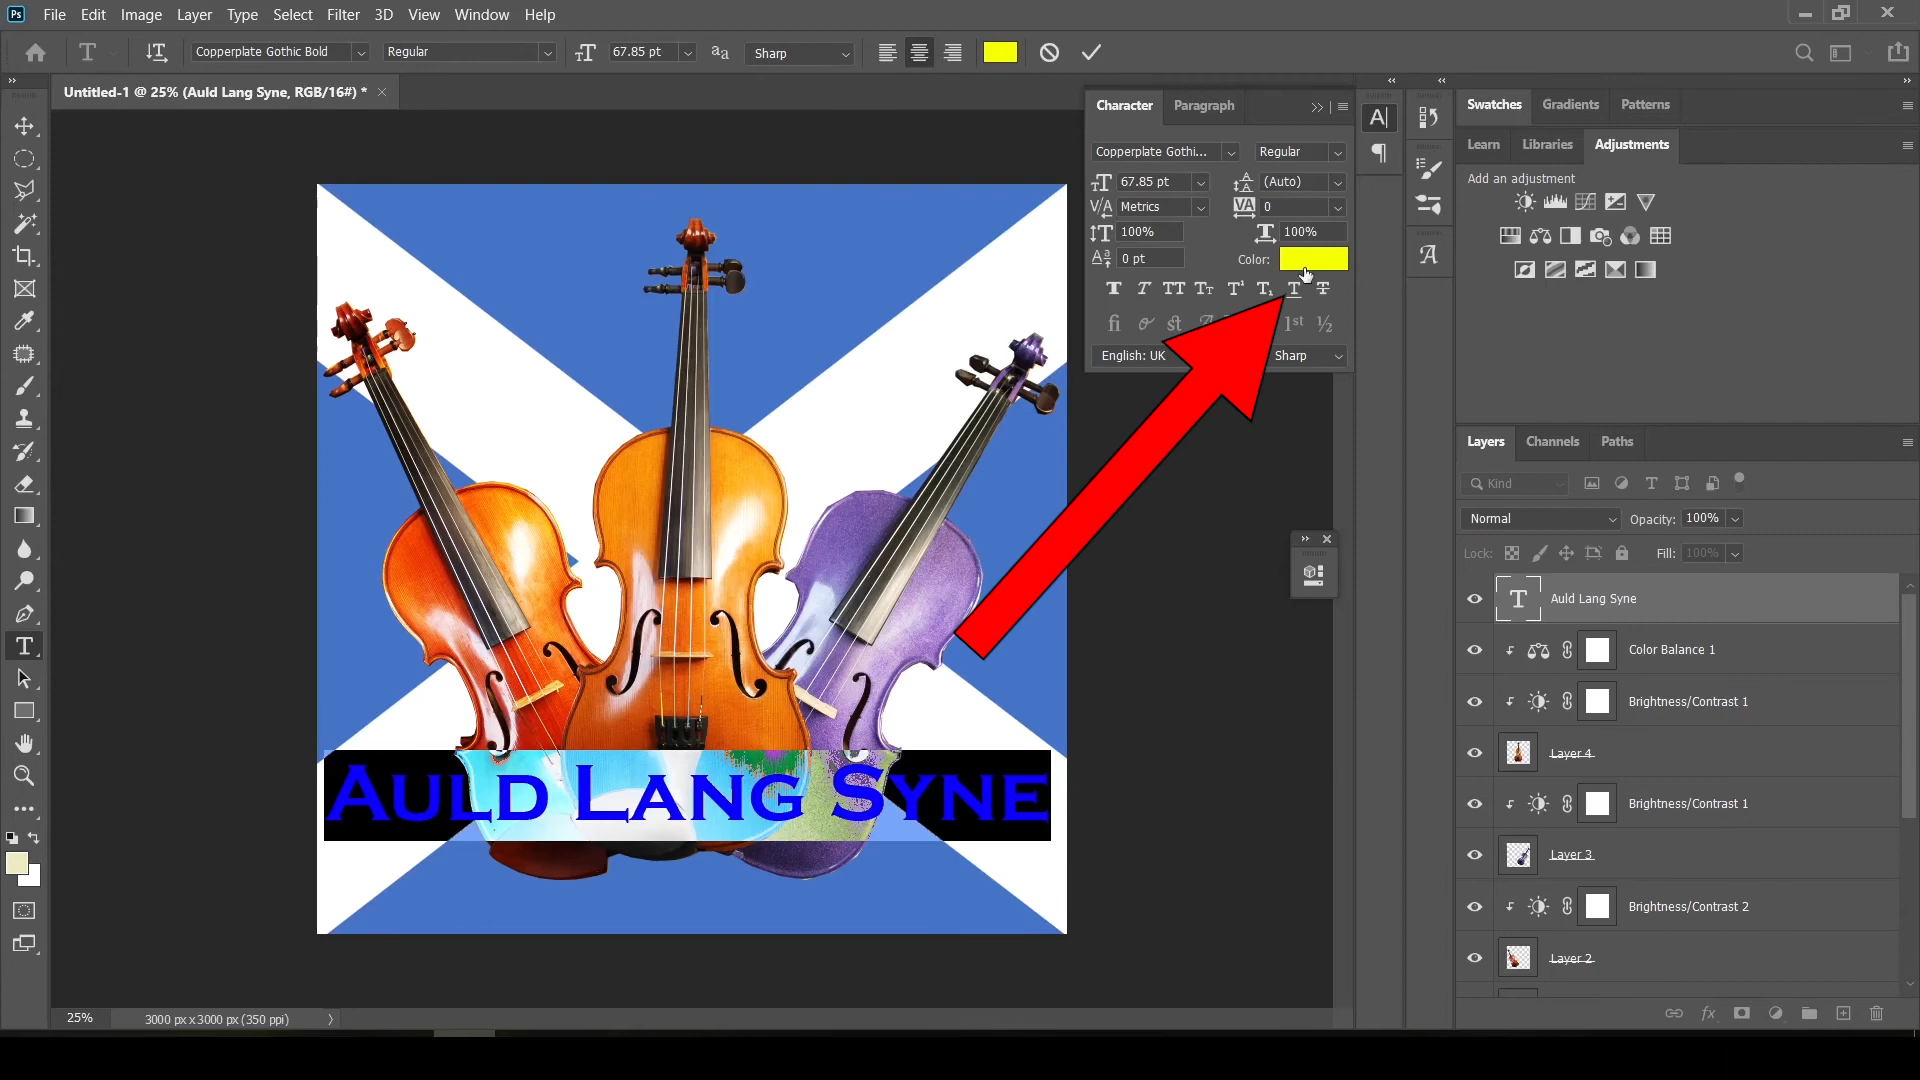 Ps File Edit Image Layer Type Select Filter 3D View Window Help
Copperplate Gothic Bold Regular 67.85 pt aa Sharp
Untitled-1 @ 25% (Auld Lang Syne, RGB/16#) *
Character Paragraph
Copperplate Gothi... Regular
67.85 pt (Auto)
Metrics 0
100% 100%
0 pt Color:
English: UK Sharp
Swatches Gradients Patterns
Learn Libraries Adjustments
Add an adjustment
Layers Channels Paths
Kind
Normal Opacity: 100%
Lock: Fill: 100%
Auld Lang Syne
Color Balance 1
Brightness/Contrast 1
Layer 4
Brightness/Contrast 1
Layer 3
Brightness/Contrast 2
Layer 2
Auld Lang Syne
25% 3000 px x 3000 px (350 ppi)